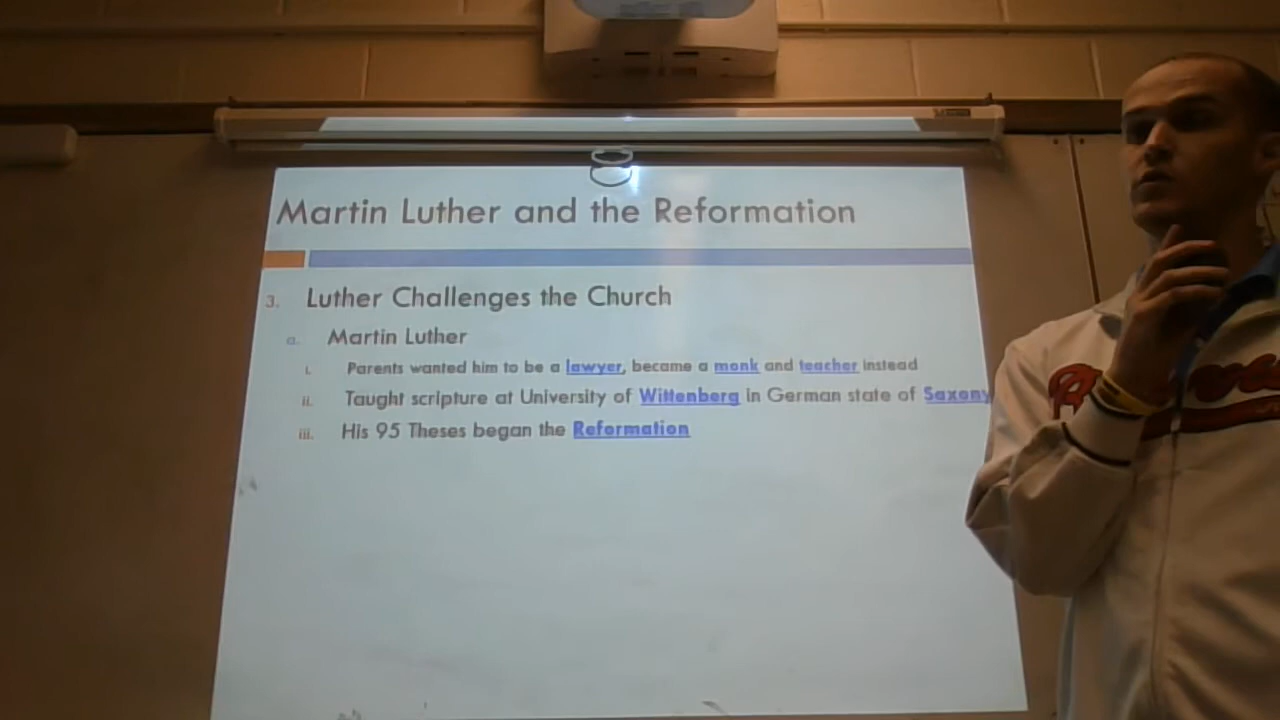 Martin Luther and the Reformation
3. Luther Challenges the Church
a. Martin Luther
i. Parents wanted him to be a lawyer, became a monk and teacher instead
ii. Taught scripture at University of Wittenberg in German state of Saxony
iii. His 95 Theses began the Reformation